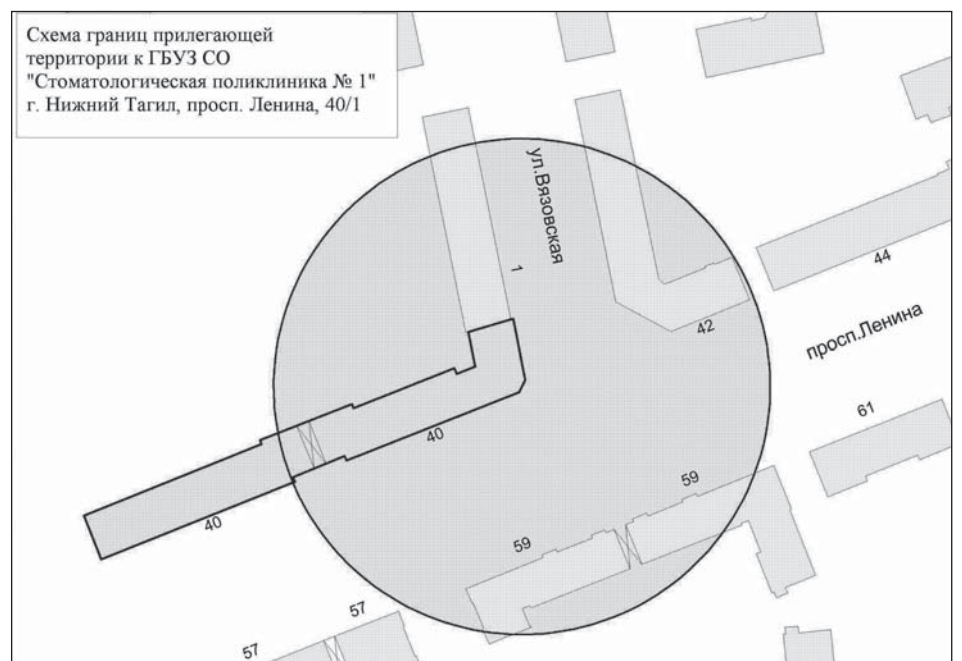 Схема границ прилегающей
территории к ГБУЗ СО
"Стоматологическая поликлиника № 1"
г. Нижний Тагил, просп. Ленина, 40/1
ул.Вязовская
1
42
44
просп.Ленина
61
40
40
59
59
57
57